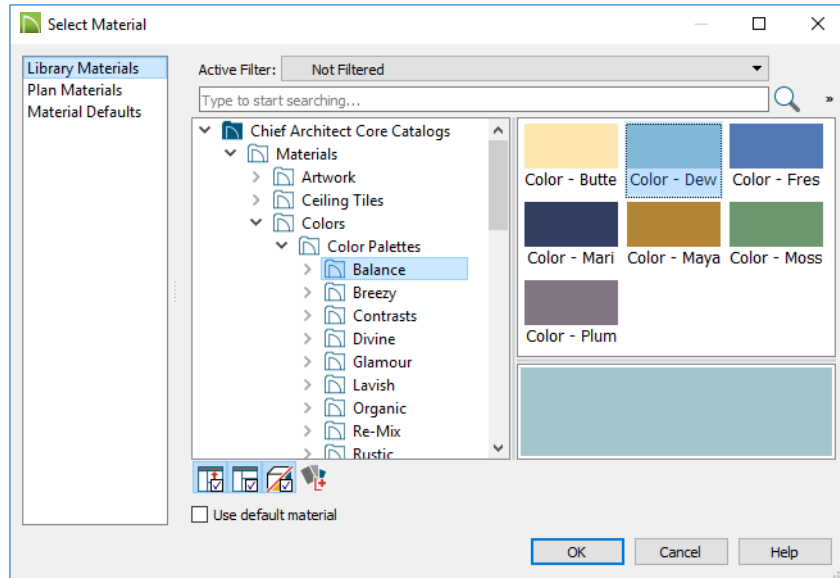 Select Material
Library Materials
Plan Materials
Material Defaults
Active Filter: Not Filtered
Type to start searching...
»
Chief Architect Core Catalogs
Materials
Artwork
Ceiling Tiles
Colors
Color Palettes
Balance
Breezy
Contrasts
Divine
Glamour
Lavish
Organic
Re-Mix
Rustic
Color - Butte Color - Dew Color - Fres
Color - Mari Color - Maya Color - Moss
Color - Plum
Use default material
OK Cancel Help